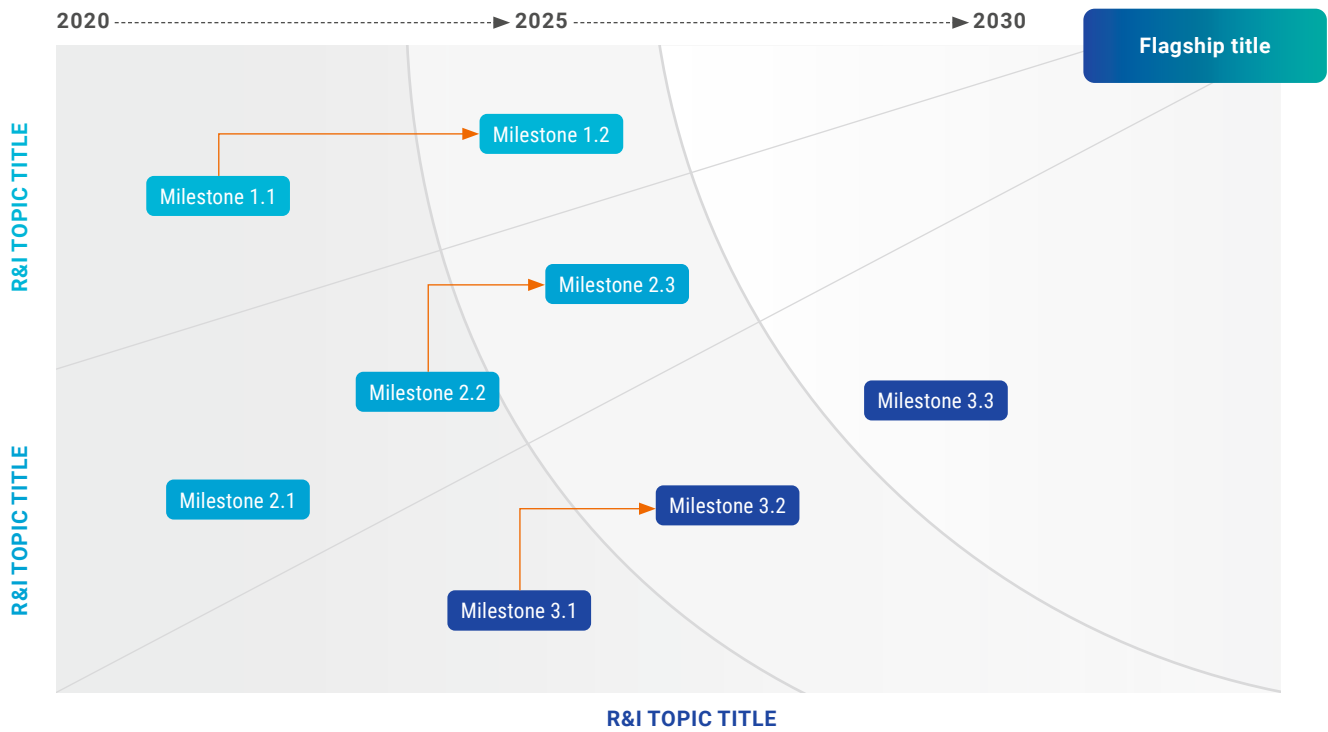 2020
2025
2030
Flagship title
R&I TOPIC TITLE
Milestone 1.2
Milestone 1.1
Milestone 2.3
Milestone 2.2
Milestone 3.3
R&I TOPIC TITLE
Milestone 2.1
Milestone 3.2
Milestone 3.1
R&I TOPIC TITLE